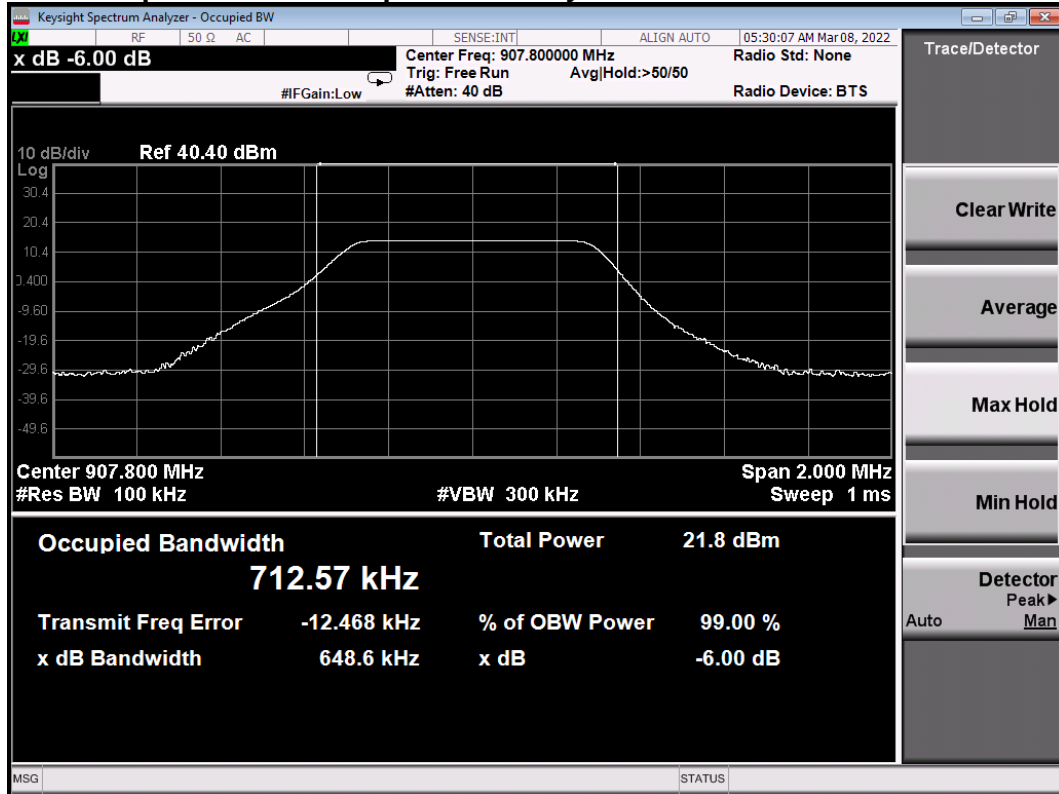 Keysight Spectrum Analyzer - Occupied BW
LXI RF 50 Ω AC SENSE:INT ALIGN AUTO 05:30:07 AM Mar 08, 2022
x dB -6.00 dB
Center Freq: 907.800000 MHz Radio Std: None
Trig: Free Run Avg|Hold:>50/50
#IFGain:Low #Atten: 40 dB Radio Device: BTS
10 dB/div Ref 40.40 dBm
Log
30.4
20.4
10.4
0.400
-9.60
-19.6
-29.6
-39.6
-49.6
Center 907.800 MHz Span 2.000 MHz
#Res BW 100 kHz #VBW 300 kHz Sweep 1 ms
Occupied Bandwidth Total Power 21.8 dBm
712.57 kHz
Transmit Freq Error -12.468 kHz % of OBW Power 99.00 %
x dB Bandwidth 648.6 kHz x dB -6.00 dB
MSG STATUS
Trace/Detector
Clear Write
Average
Max Hold
Min Hold
Detector
Peak▶
Auto Man